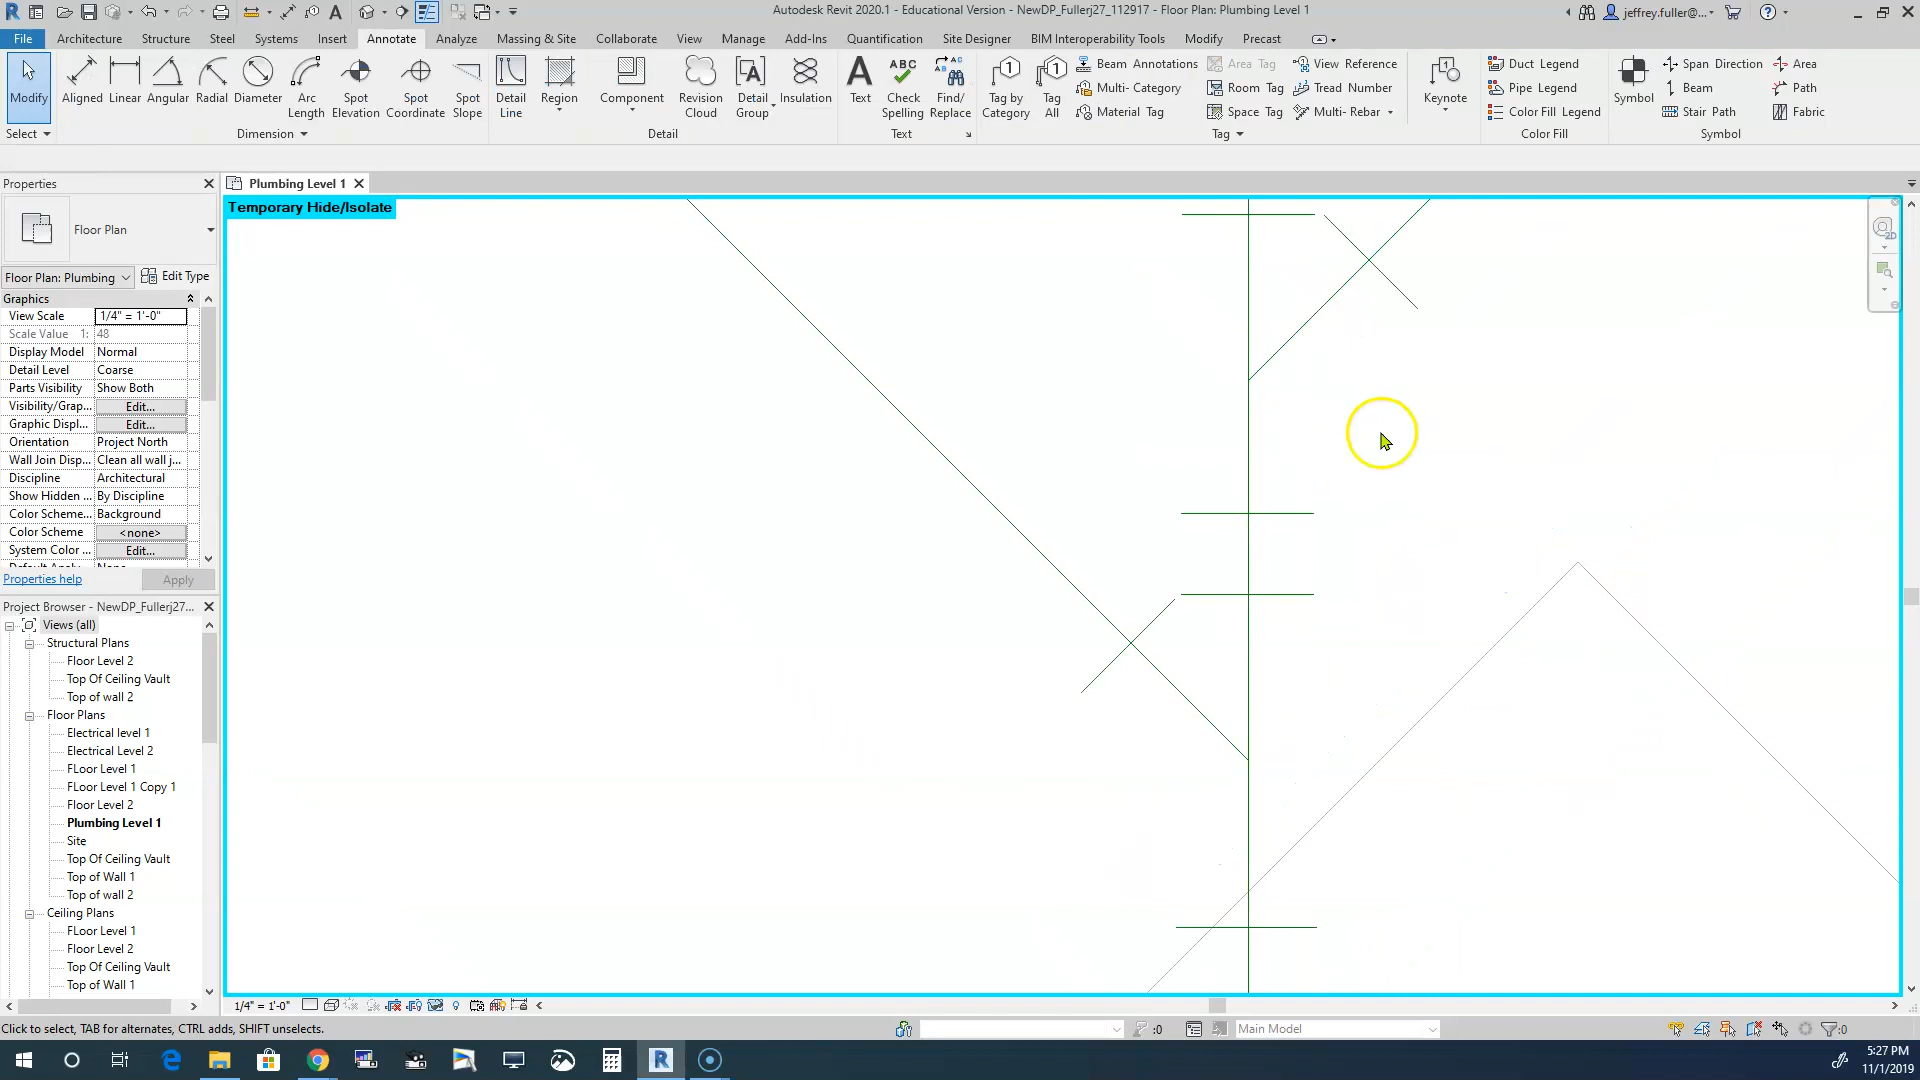 Autodesk Revit 2020.1 - Educational Version - NewDP_Fullerj27_112917 - Floor Plan: Plumbing Level 1
jeffrey.fuller@...
File Architecture Structure Steel Systems Insert Annotate Analyze Massing & Site Collaborate View Manage Add-Ins Quantification Site Designer BIM Interoperability Tools Modify Precast
Modify
Select
Aligned Linear Angular Radial Diameter Arc Length Spot Elevation Spot Coordinate Spot Slope
Dimension
Detail Line Region Component Revision Cloud Detail Group Insulation
Detail
Text Check Spelling Find/ Replace
Text
Tag by Category Tag All
Beam Annotations Area Tag View Reference
Multi- Category Room Tag Tread Number
Material Tag Space Tag Multi- Rebar
Tag
Keynote
Duct Legend
Pipe Legend
Color Fill Legend
Color Fill
Symbol
Span Direction Area
Beam Path
Stair Path Fabric
Symbol
Properties
Plumbing Level 1
Temporary Hide/Isolate
Floor Plan
Floor Plan: Plumbing Edit Type
Graphics
View Scale 1/4" = 1'-0"
Scale Value 1: 48
Display Model Normal
Detail Level Coarse
Parts Visibility Show Both
Visibility/Grap... Edit...
Graphic Displ... Edit...
Orientation Project North
Wall Join Disp... Clean all wall j...
Discipline Architectural
Show Hidden ... By Discipline
Color Scheme... Background
Color Scheme <none>
System Color ... Edit...
Properties help Apply
Project Browser - NewDP_Fullerj27...
Views (all)
Structural Plans
Floor Level 2
Top Of Ceiling Vault
Top of wall 2
Floor Plans
Electrical level 1
Electrical Level 2
FLoor Level 1
FLoor Level 1 Copy 1
Floor Level 2
Plumbing Level 1
Site
Top Of Ceiling Vault
Top of Wall 1
Top of wall 2
Ceiling Plans
FLoor Level 1
Floor Level 2
Top Of Ceiling Vault
Top of Wall 1
1/4" = 1'-0"
Click to select, TAB for alternates, CTRL adds, SHIFT unselects.
:0
Main Model
:0
5:27 PM
11/1/2019